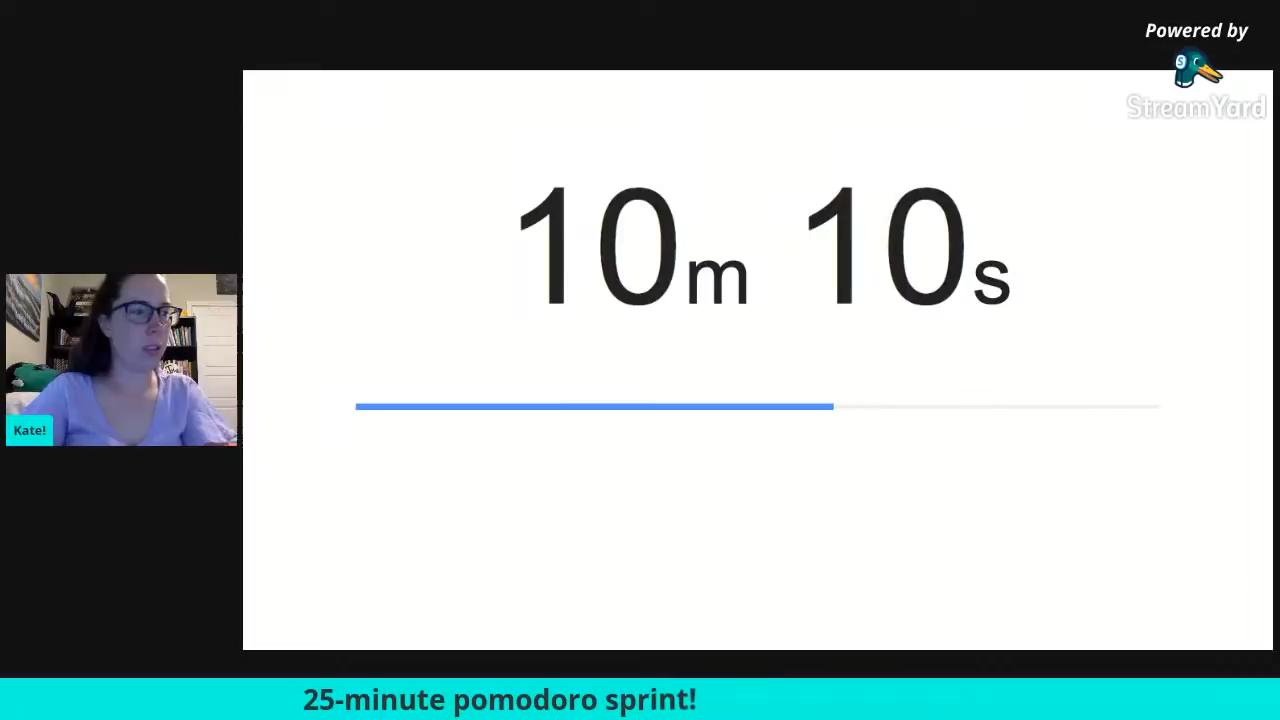 Powered by
StreamYard
10m 10s
Kate!
25-minute pomodoro sprint!